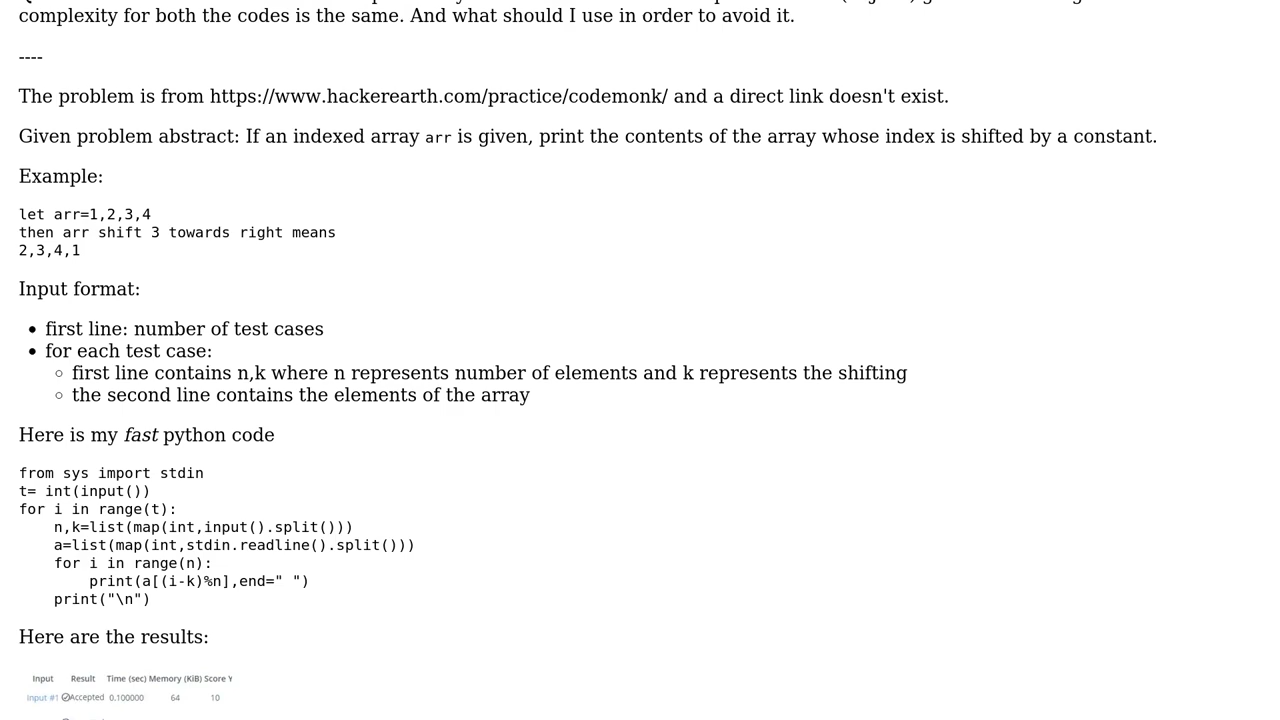 complexity for both the codes is the same. And what should I use in order to avoid it.
----
The problem is from https://www.hackerearth.com/practice/codemonk/ and a direct link doesn't exist.
Given problem abstract: If an indexed array arr is given, print the contents of the array whose index is shifted by a constant.
Example:
let arr=1,2,3,4
then arr shift 3 towards right means
2,3,4,1
Input format:
• first line: number of test cases
• for each test case:
◦ first line contains n,k where n represents number of elements and k represents the shifting
◦ the second line contains the elements of the array
Here is my fast python code
from sys import stdin
t= int(input())
for i in range(t):
    n,k=list(map(int,input().split()))
    a=list(map(int,stdin.readline().split()))
    for i in range(n):
        print(a[(i-k)%n],end=" ")
    print("\n")
Here are the results:
Input Result Time (sec) Memory (KiB) Score
Input #1 Accepted 0.100000 64 10